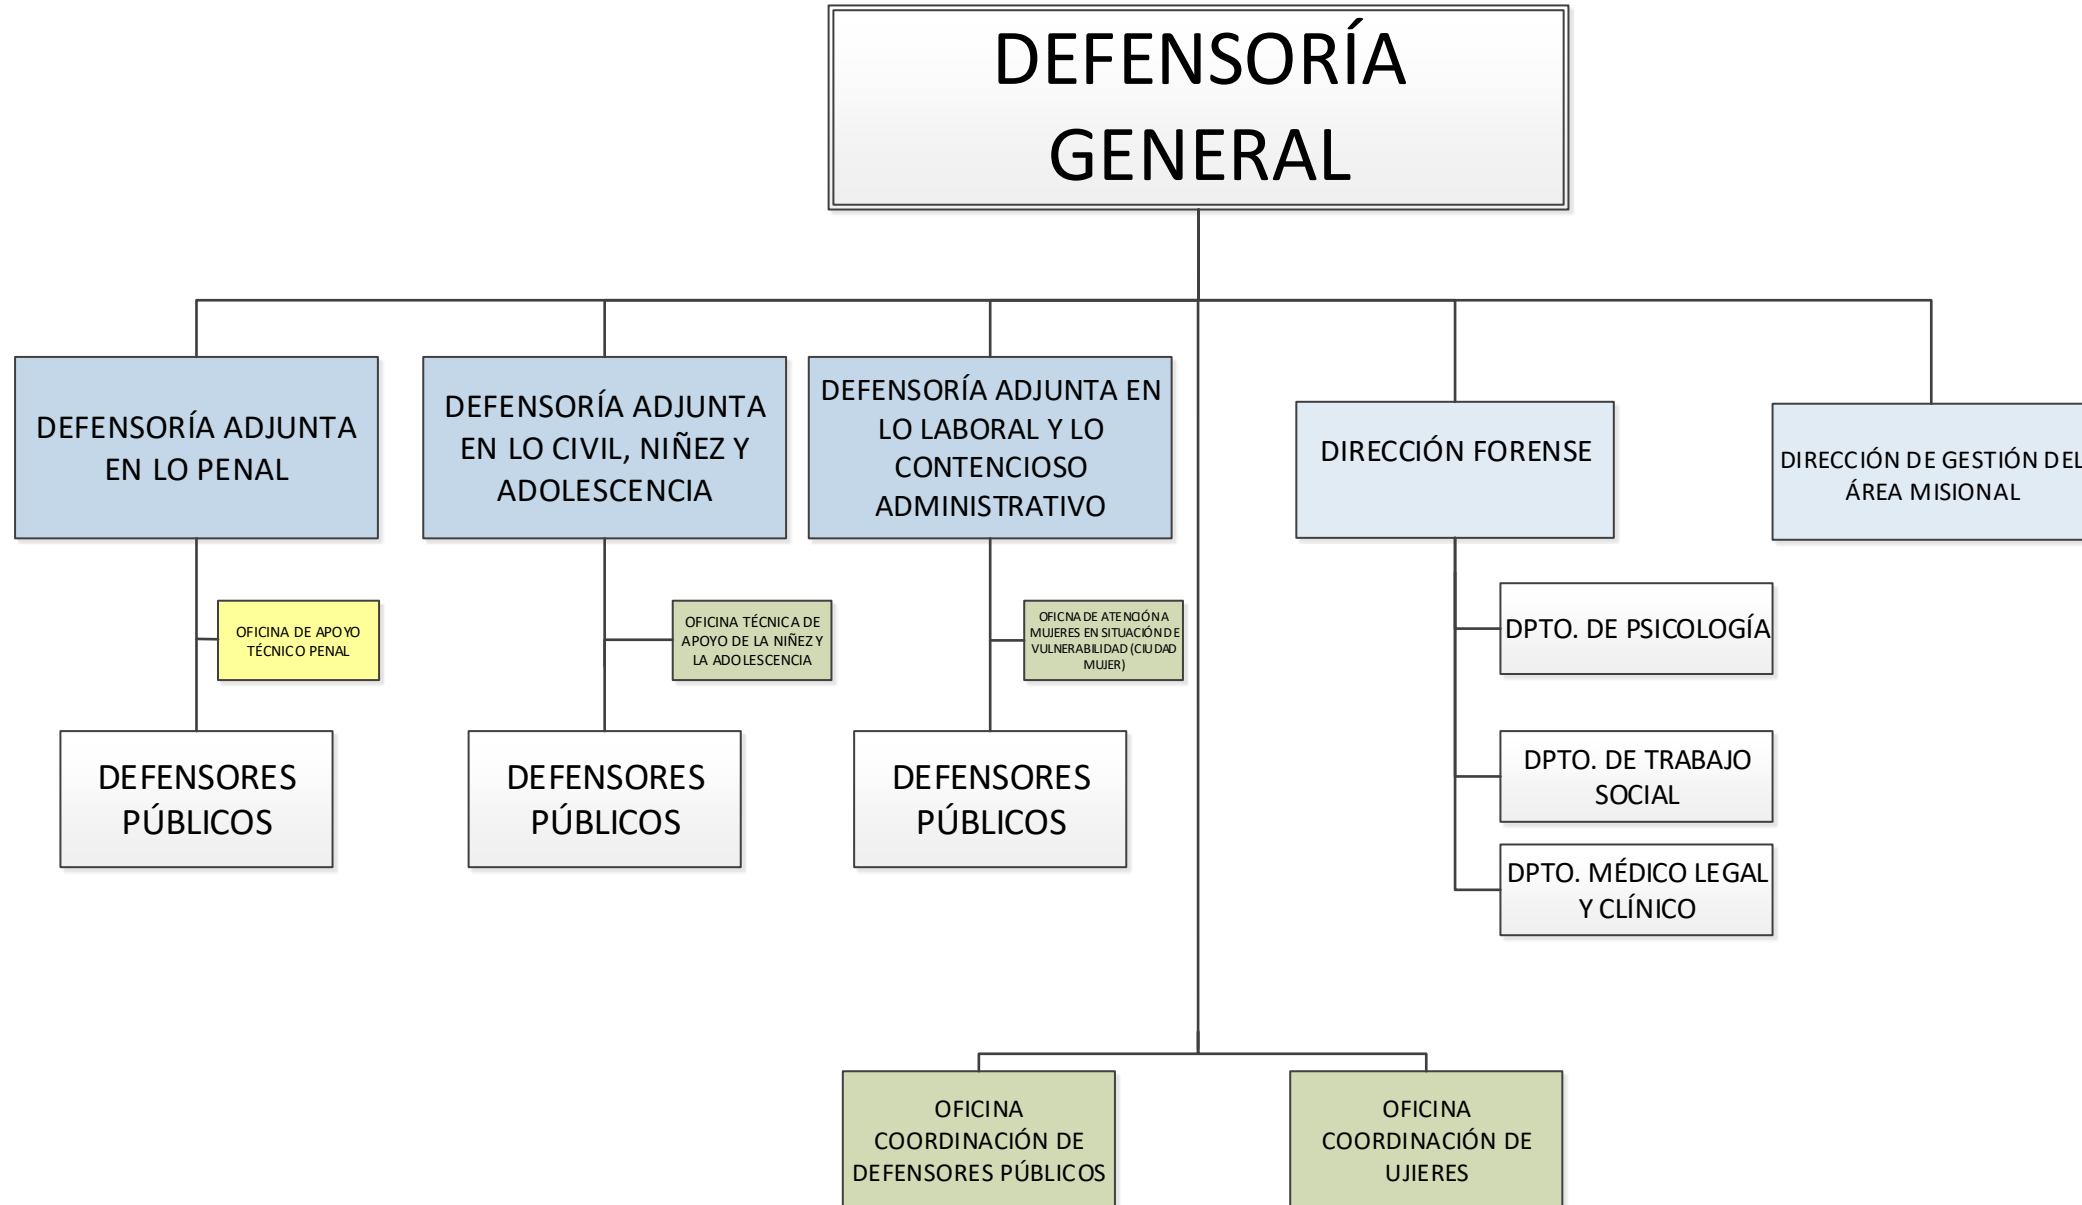 DEFENSORÍA
GENERAL
DEFENSORÍA ADJUNTA
EN LO PENAL
DEFENSORÍA ADJUNTA
EN LO CIVIL, NIÑEZ Y
ADOLESCENCIA
DEFENSORÍA ADJUNTA EN
LO LABORAL Y LO
CONTENCIOSO
ADMINISTRATIVO
DIRECCIÓN FORENSE
DIRECCIÓN DE GESTIÓN DEL
ÁREA MISIONAL
OFICINA DE APOYO
TÉCNICO PENAL
OFICINA TÉCNICA DE
APOYO DE LA NIÑEZ Y
LA ADOLESCENCIA
OFICNA DE ATENCIÓN A
MUJERES EN SITUACIÓN DE
VULNERABILIDAD (CIUDAD
MUJER)
DPTO. DE PSICOLOGÍA
DEFENSORES
PÚBLICOS
DEFENSORES
PÚBLICOS
DEFENSORES
PÚBLICOS
DPTO. DE TRABAJO
SOCIAL
DPTO. MÉDICO LEGAL
Y CLÍNICO
OFICINA
COORDINACIÓN DE
DEFENSORES PÚBLICOS
OFICINA
COORDINACIÓN DE
UJIERES